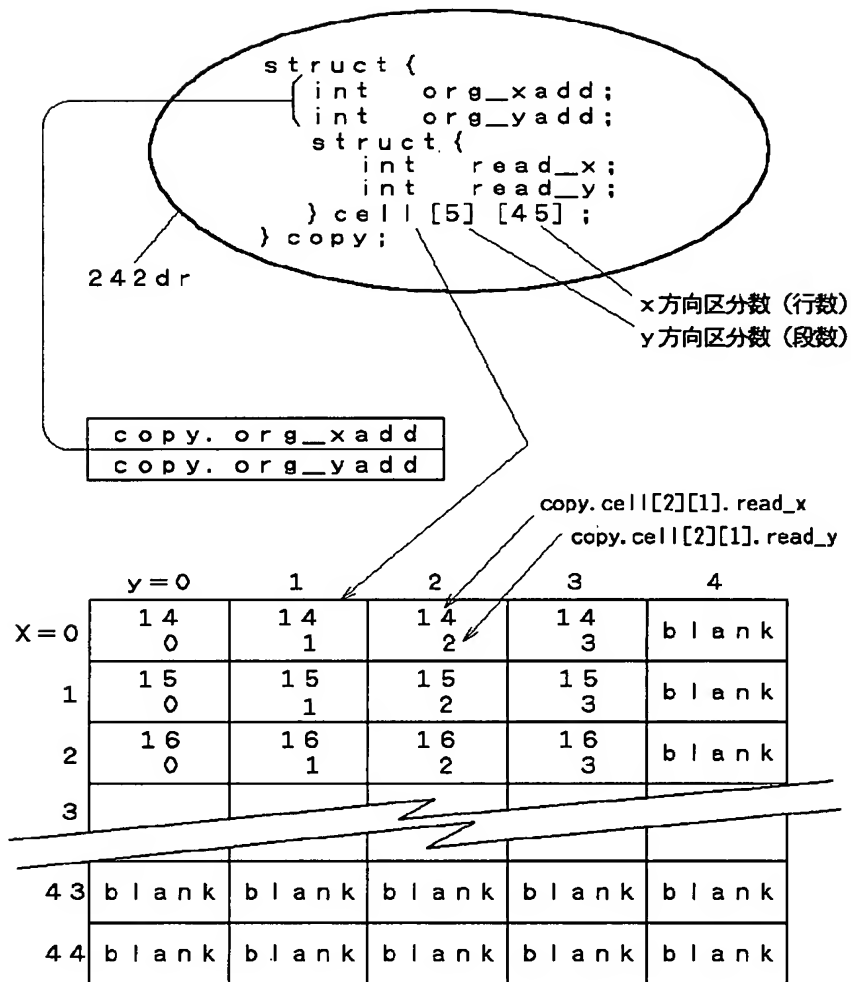 struct {
int org_xadd;
int org_yadd;
struct {
int read_x;
int read_y;
} cell [5] [45] ;
} copy;
242dr
x方向区分数 (行数)
y方向区分数 (段数)
copy. org_xadd
copy. org_yadd
copy.cell[2][1].read_x
copy.cell[2][1].read_y
y=0 1 2 3 4
X=0 14 14 14 14 blank
0 1 2 3
1 15 15 15 15 blank
0 1 2 3
2 16 16 16 16 blank
0 1 2 3
3
43 blank blank blank blank blank
44 blank blank blank blank blank